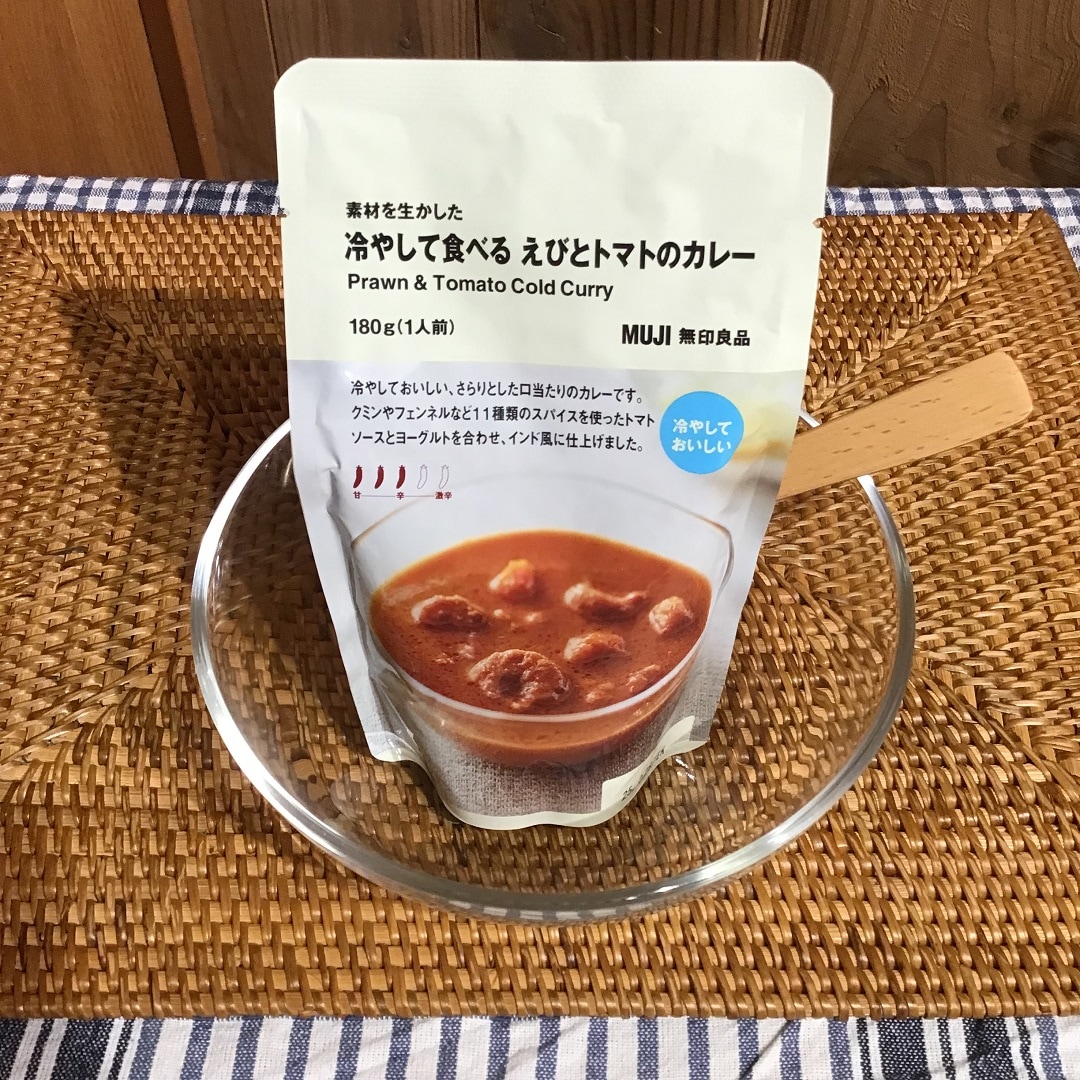 素材を生かした
冷やして食べる えびとトマトのカレー
Prawn & Tomato Cold Curry
180g(1人前)
MUJI 無印良品
冷やしておいしい、さらりとした口当たりのカレーです。
クミンやフェンネルなど11種類のスパイスを使ったトマト
ソースとヨーグルトを合わせ、インド風に仕上げました。
冷やして
おいしい
甘 辛 激辛